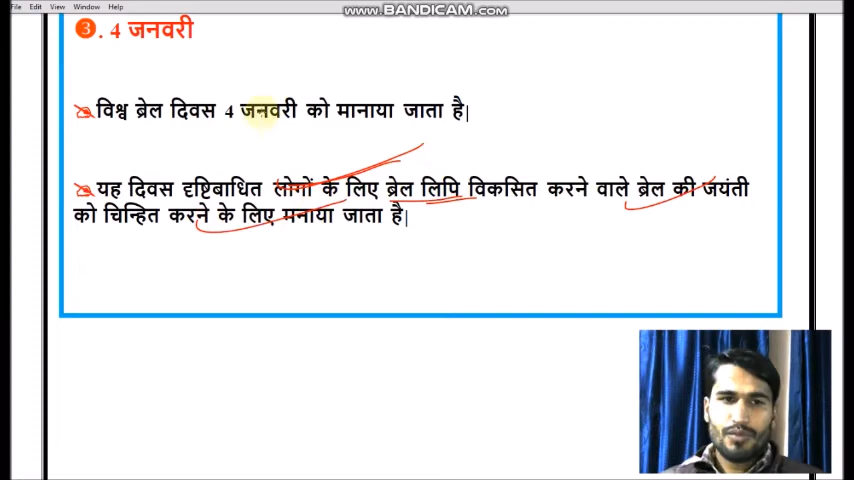 File Edit View Window Help
www.BANDICAM.com
3. 4 जनवरी
विश्व ब्रेल दिवस 4 जनवरी को मानाया जाता है|
यह दिवस दृष्टिबाधित लोगों के लिए ब्रेल लिपि विकसित करने वाले ब्रेल की जयंती
को चिन्हित करने के लिए मनाया जाता है|